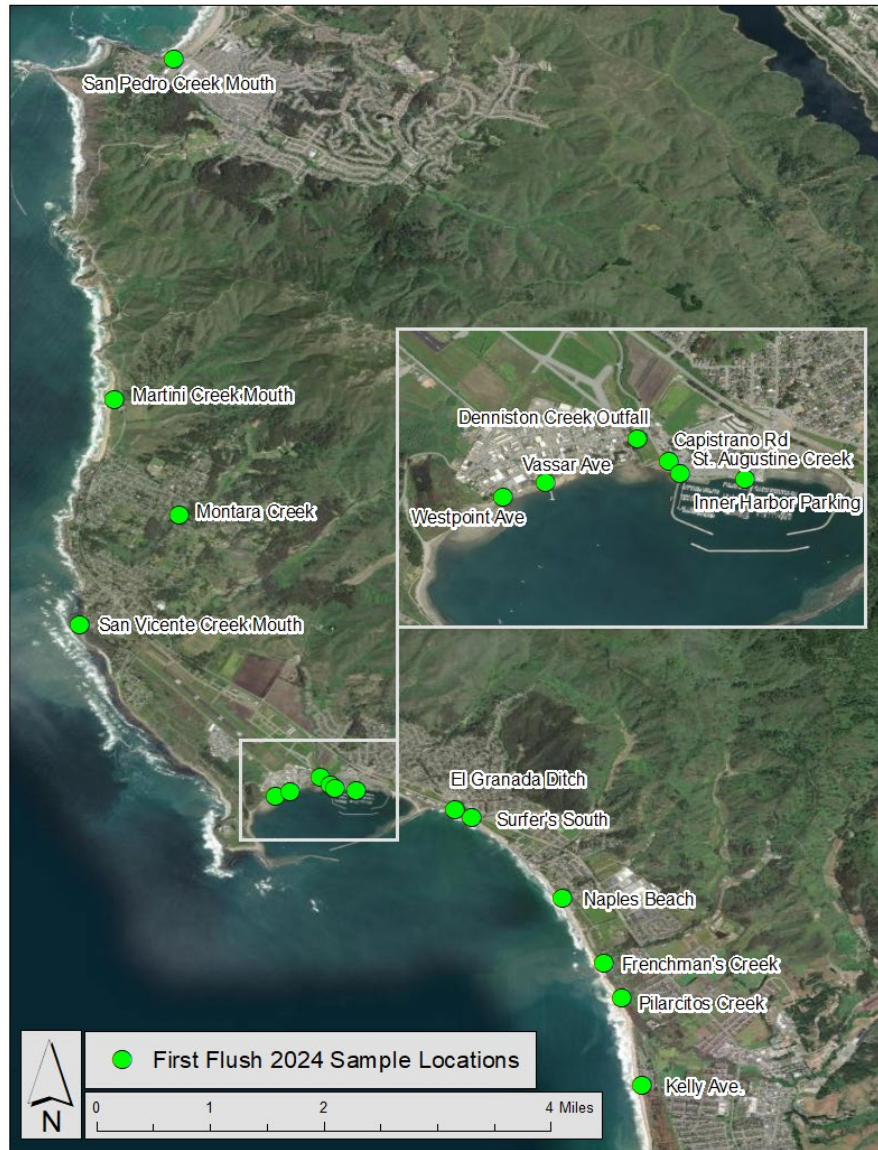 San Pedro Creek Mouth
Martini Creek Mouth
Denniston Creek Outfall
Capistrano Rd
St. Augustine Creek
Vassar Ave
Inner Harbor Parking
Westpoint Ave
Montara Creek
San Vicente Creek Mouth
El Granada Ditch
Surfer's South
Naples Beach
Frenchman's Creek
Pilarcitos Creek
Kelly Ave.
N
First Flush 2024 Sample Locations
0 1 2 4 Miles